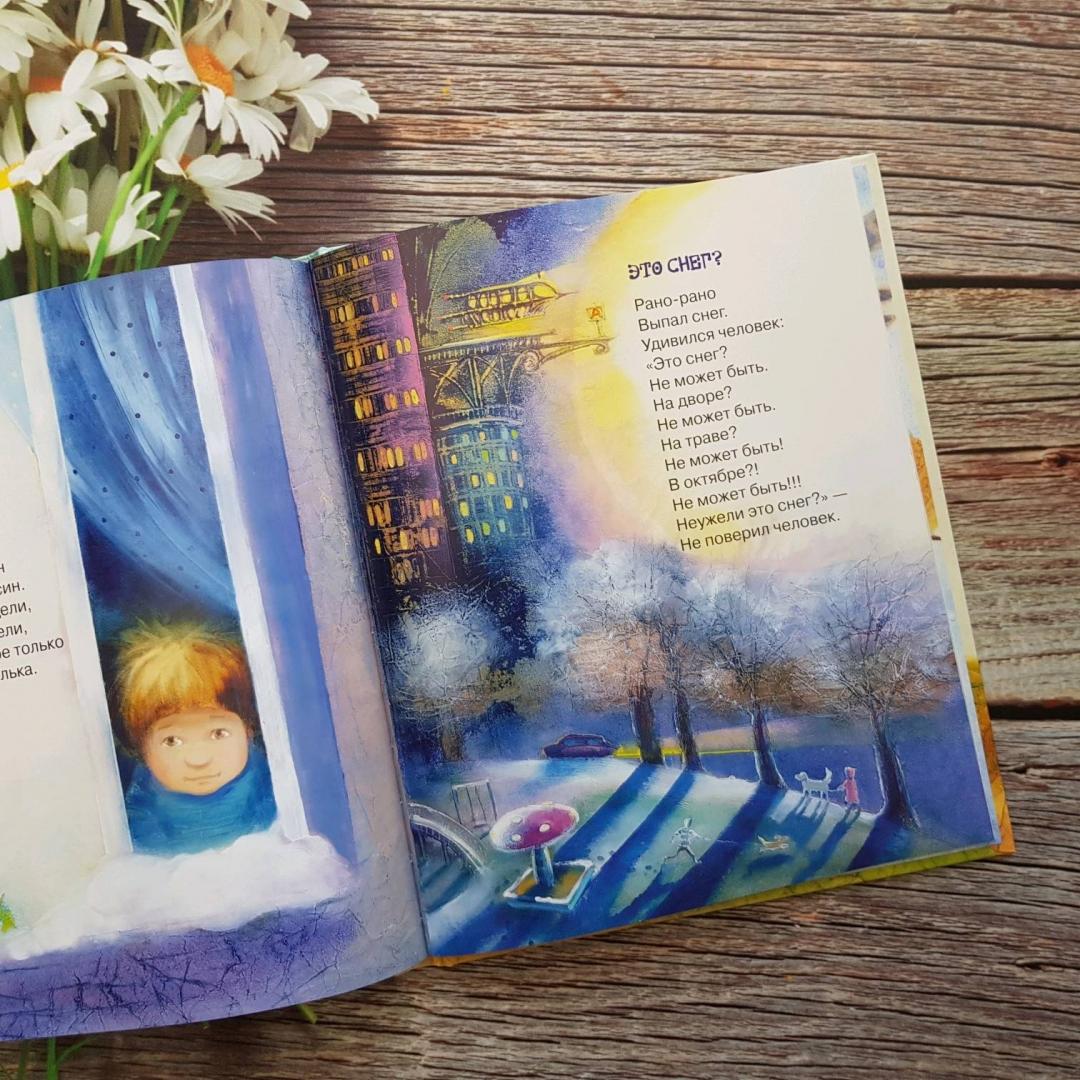 только
ЭТО СНЕГ?
Рано-рано
Выпал снег.
Удивился человек:
«Это снег?
Не может быть.
На дворе?
Не может быть.
На траве?
Не может быть!
В октябре?!
Не может быть!!!
Неужели это снег?» —
Не поверил человек.